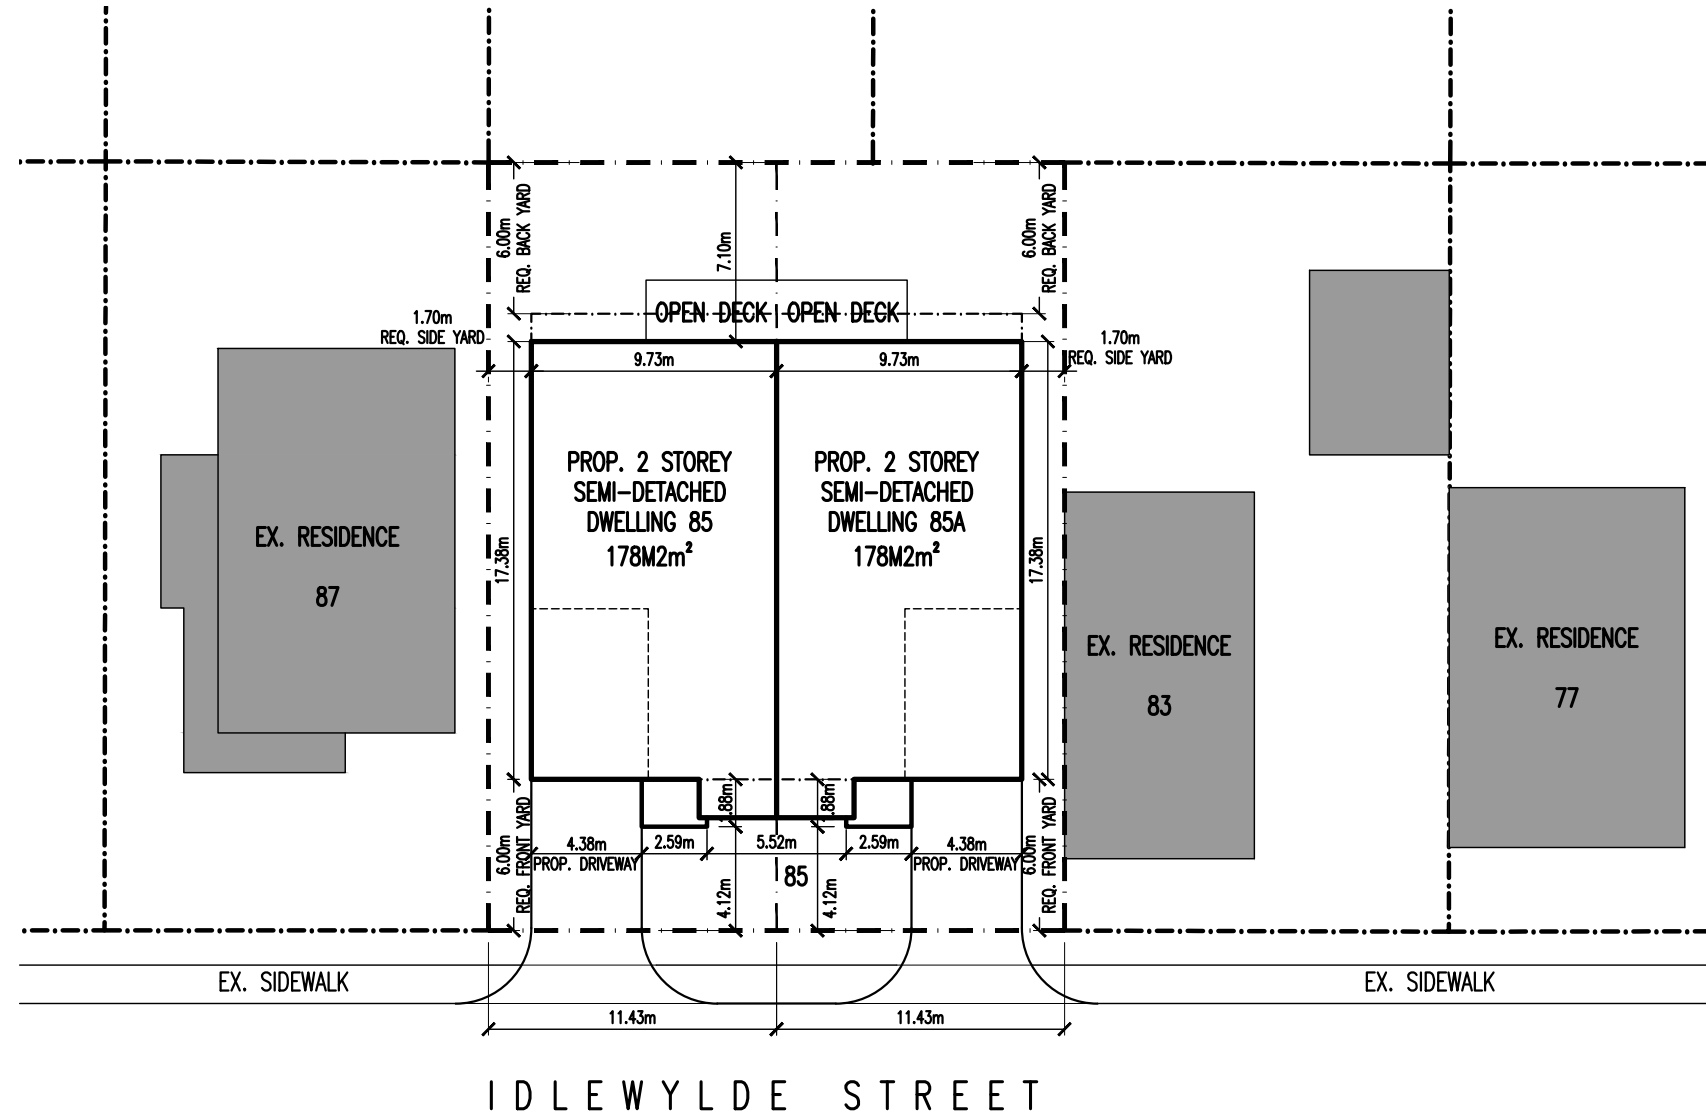 6.00m
REQ. BACK YARD
7.10m
6.00m
REQ. BACK YARD
OPEN DECK
OPEN DECK
1.70m
REQ. SIDE YARD
1.70m
REQ. SIDE YARD
9.73m
9.73m
PROP. 2 STOREY
SEMI-DETACHED
DWELLING 85
178M2m²
PROP. 2 STOREY
SEMI-DETACHED
DWELLING 85A
178M2m²
17.38m
17.38m
EX. RESIDENCE
87
EX. RESIDENCE
83
EX. RESIDENCE
77
.88m
.88m
6.00m
REQ. FRONT YARD
4.38m
PROP. DRIVEWAY
2.59m
5.52m
2.59m
4.38m
PROP. DRIVEWAY
6.00m
REQ. FRONT YARD
85
4.12m
4.12m
EX. SIDEWALK
EX. SIDEWALK
11.43m
11.43m
IDLEWYLDE STREET